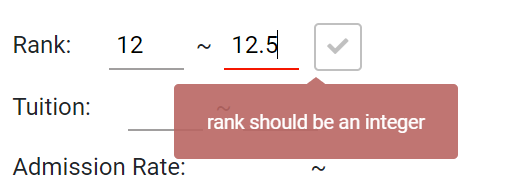 Rank: 12 ~ 12.5
Tuition: ~
rank should be an integer
Admission Rate: ~